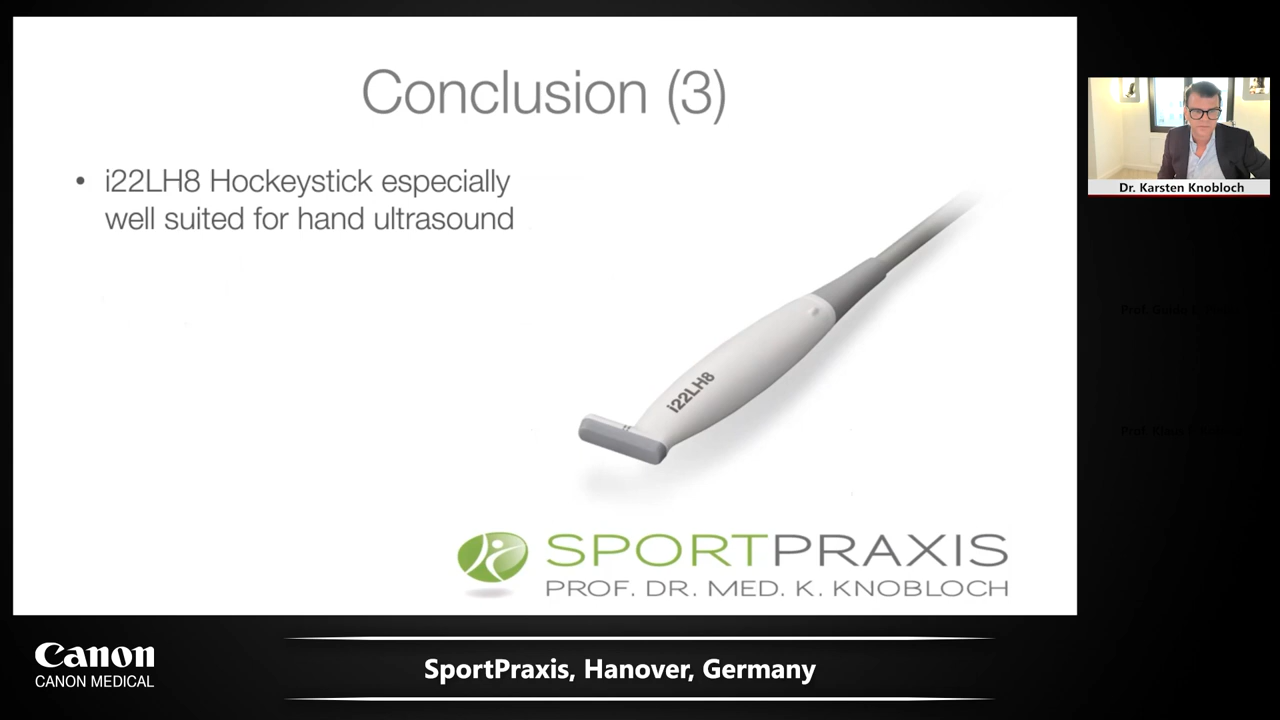 Conclusion (3)
• i22LH8 Hockeystick especially
well suited for hand ultrasound
i22LH8
SPORTPRAXIS
PROF. DR. MED. K. KNOBLOCH
Dr. Karsten Knobloch
Canon
CANON MEDICAL
SportPraxis, Hanover, Germany